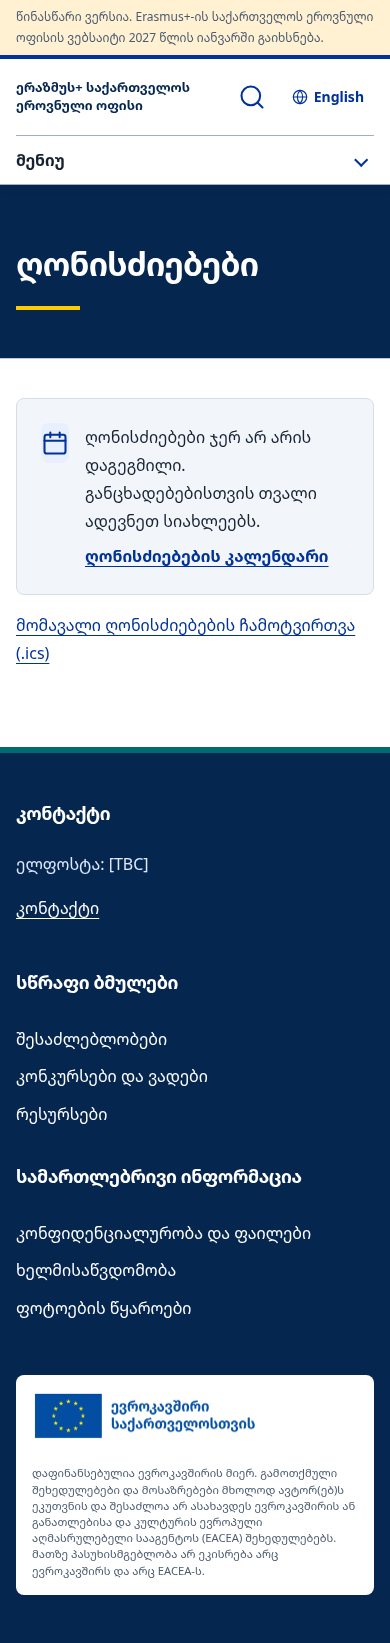 წინასწარი ვერსია. Erasmus+-ის საქართველოს ეროვნული
ოფისის ვებსაიტი 2027 წლის იანვარში გაიხსნება.
ერაზმუს+ საქართველოს
ეროვნული ოფისი
English
მენიუ
ღონისძიებები
ღონისძიებები ჯერ არ არის
დაგეგმილი.
განცხადებებისთვის თვალი
ადევნეთ სიახლეებს.
ღონისძიებების კალენდარი
მომავალი ღონისძიებების ჩამოტვირთვა
(.ics)
კონტაქტი
ელფოსტა: [TBC]
კონტაქტი
სწრაფი ბმულები
შესაძლებლობები
კონკურსები და ვადები
რესურსები
სამართლებრივი ინფორმაცია
კონფიდენციალურობა და ფაილები
ხელმისაწვდომობა
ფოტოების წყაროები
ევროკავშირი
საქართველოსთვის
დაფინანსებულია ევროკავშირის მიერ. გამოთქმული
შეხედულებები და მოსაზრებები მხოლოდ ავტორ(ებ)ს
ეკუთვნის და შესაძლოა არ ასახავდეს ევროკავშირის ან
განათლებისა და კულტურის ევროპული
აღმასრულებელი სააგენტოს (EACEA) შეხედულებებს.
მათზე პასუხისმგებლობა არ ეკისრება არც
ევროკავშირს და არც EACEA-ს.